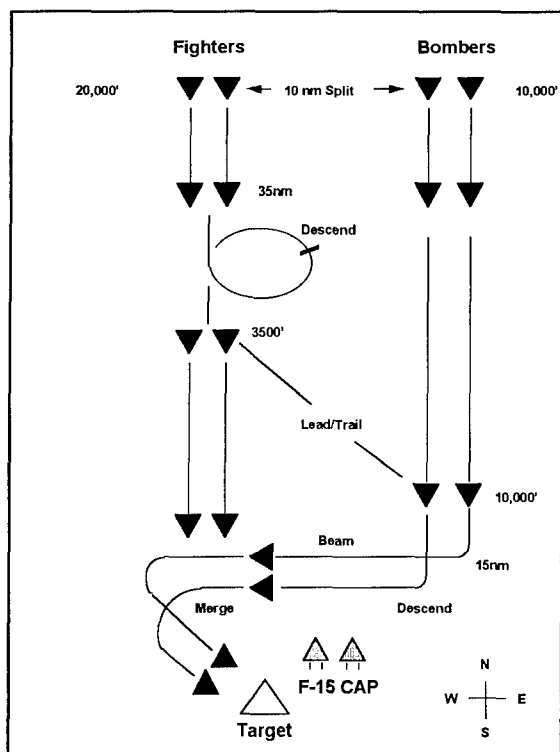 Fighters Bombers
20,000' 10 nm Split 10,000'
35nm
Descend
3500'
Lead/Trail
10,000'
Beam
15nm
Merge Descend
N
F-15 CAP
W E
Target
S